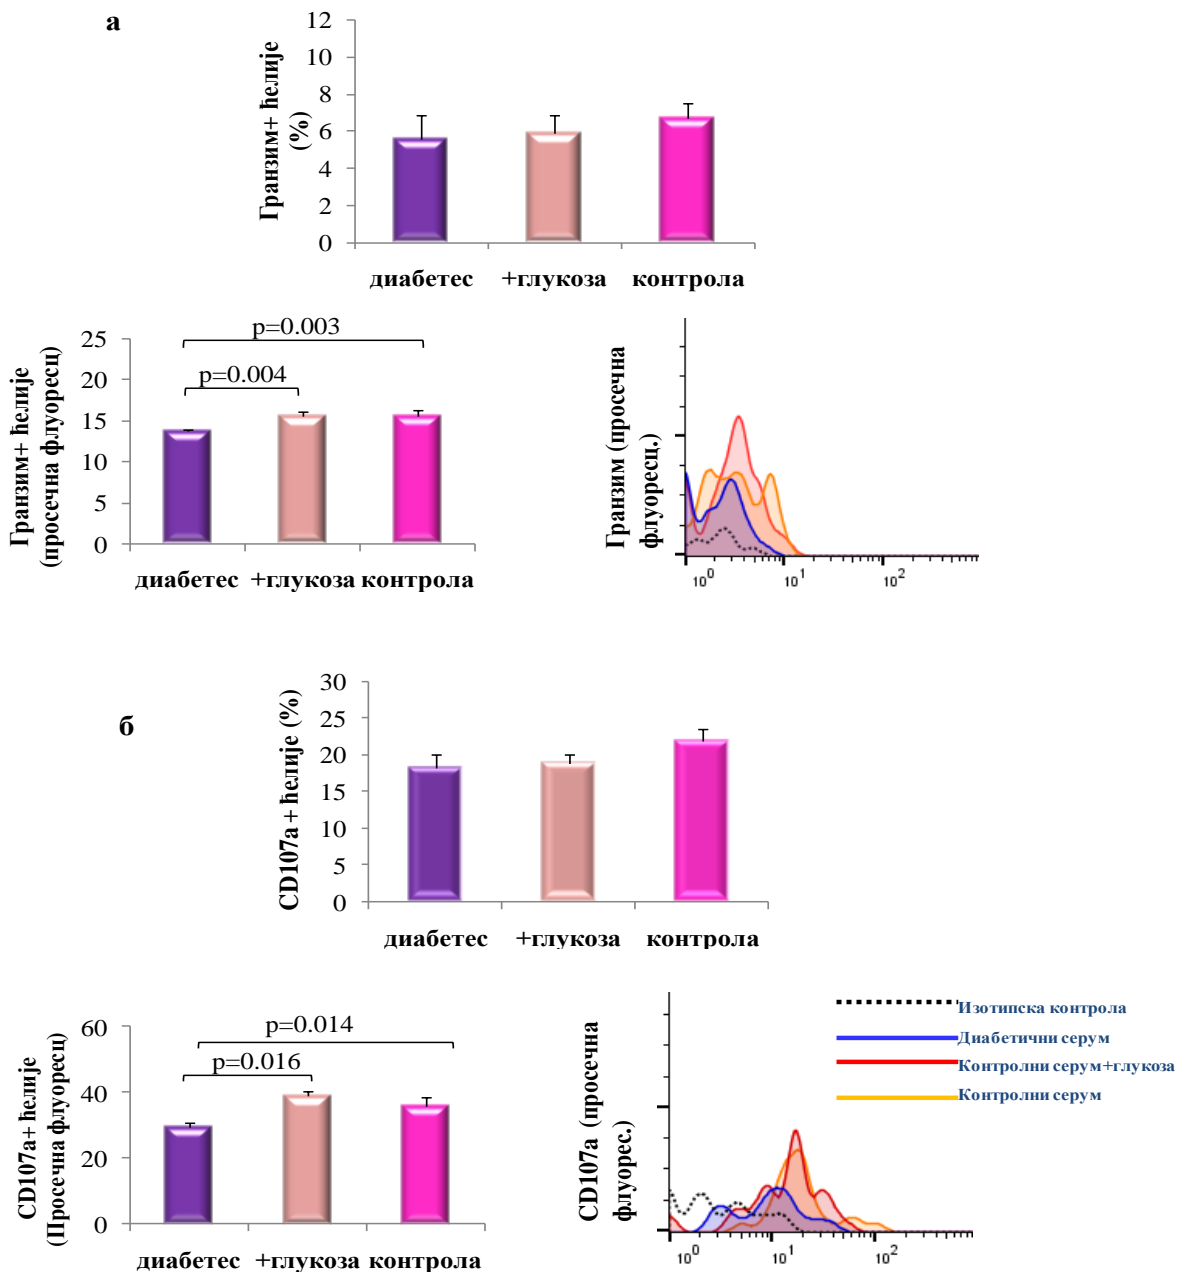 а
Гранзим+ ћелије
(%)
12
10
8
6
4
2
0
диабетес +глукоза контрола
Гранзим+ ћелије
(просечна флуоресц)
25
20
15
10
5
0
p=0.003
p=0.004
диабетес +глукоза контрола
Гранзим (просечна
флуоресц.)
10⁰ 10¹ 10²
б
CD107a + ћелије (%)
30
25
20
15
10
5
0
диабетес +глукоза контрола
CD107a+ ћелије
(Просечна флуоресц)
60
40
20
0
p=0.014
p=0.016
диабетес +глукоза контрола
CD107a (просечна
флуорес.)
10⁰ 10¹ 10²
Изотипска контрола
Диабетични серум
Контролни серум+глукоза
Контролни серум